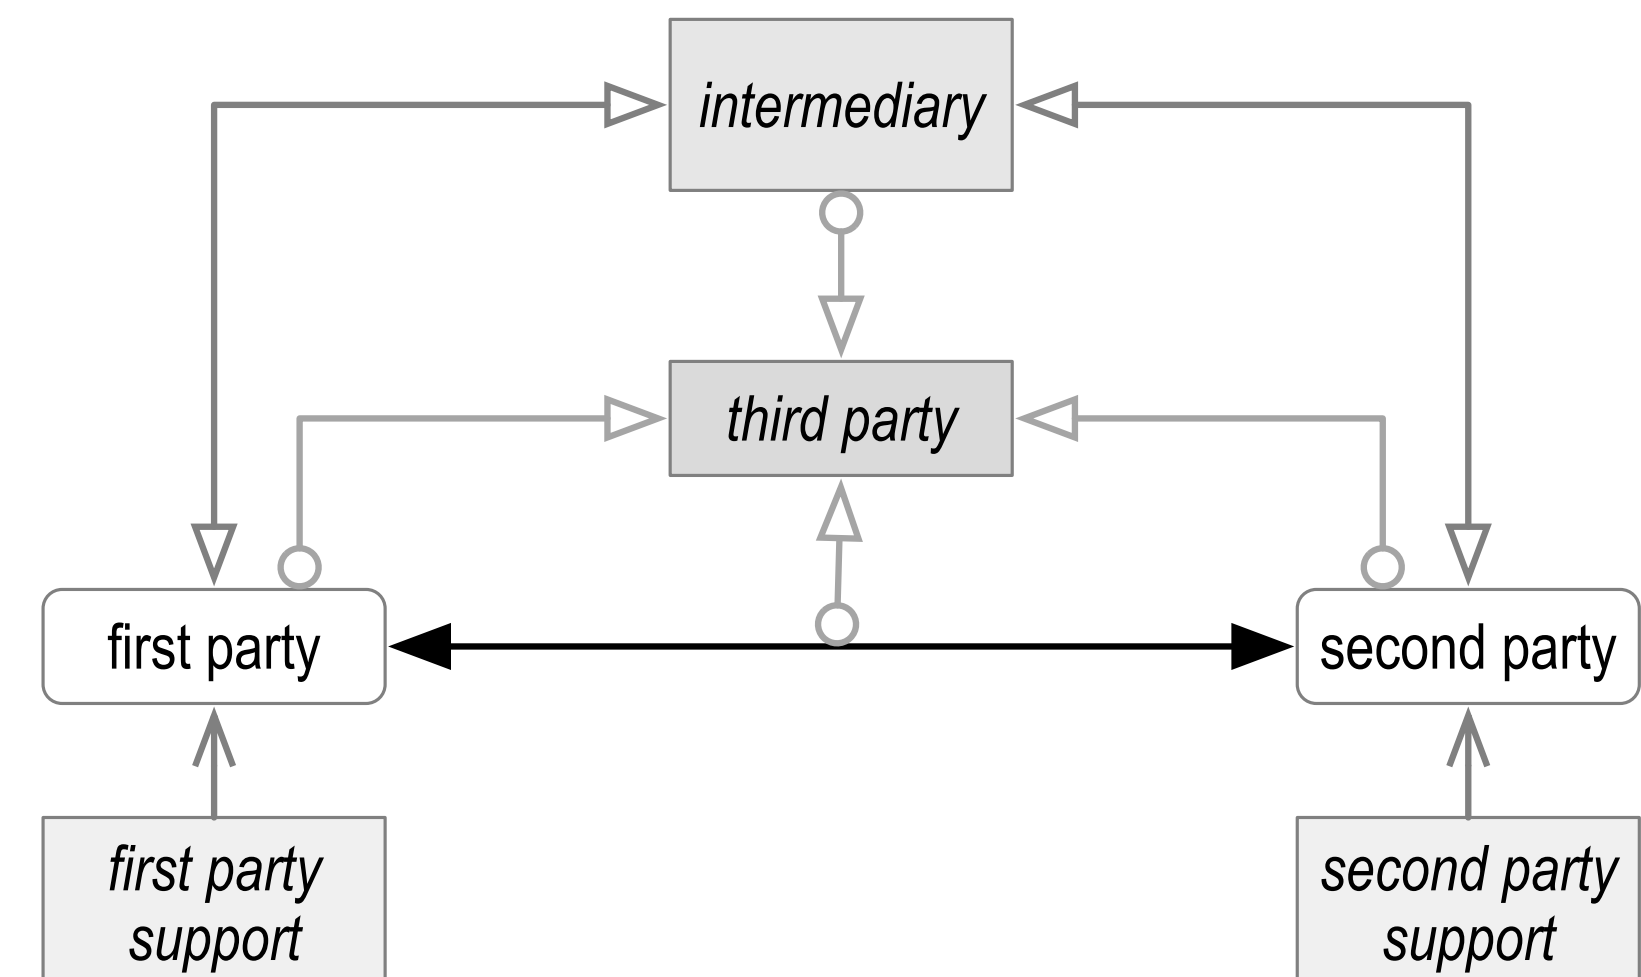 intermediary
third party
first party
second party
first party
support
second party
support